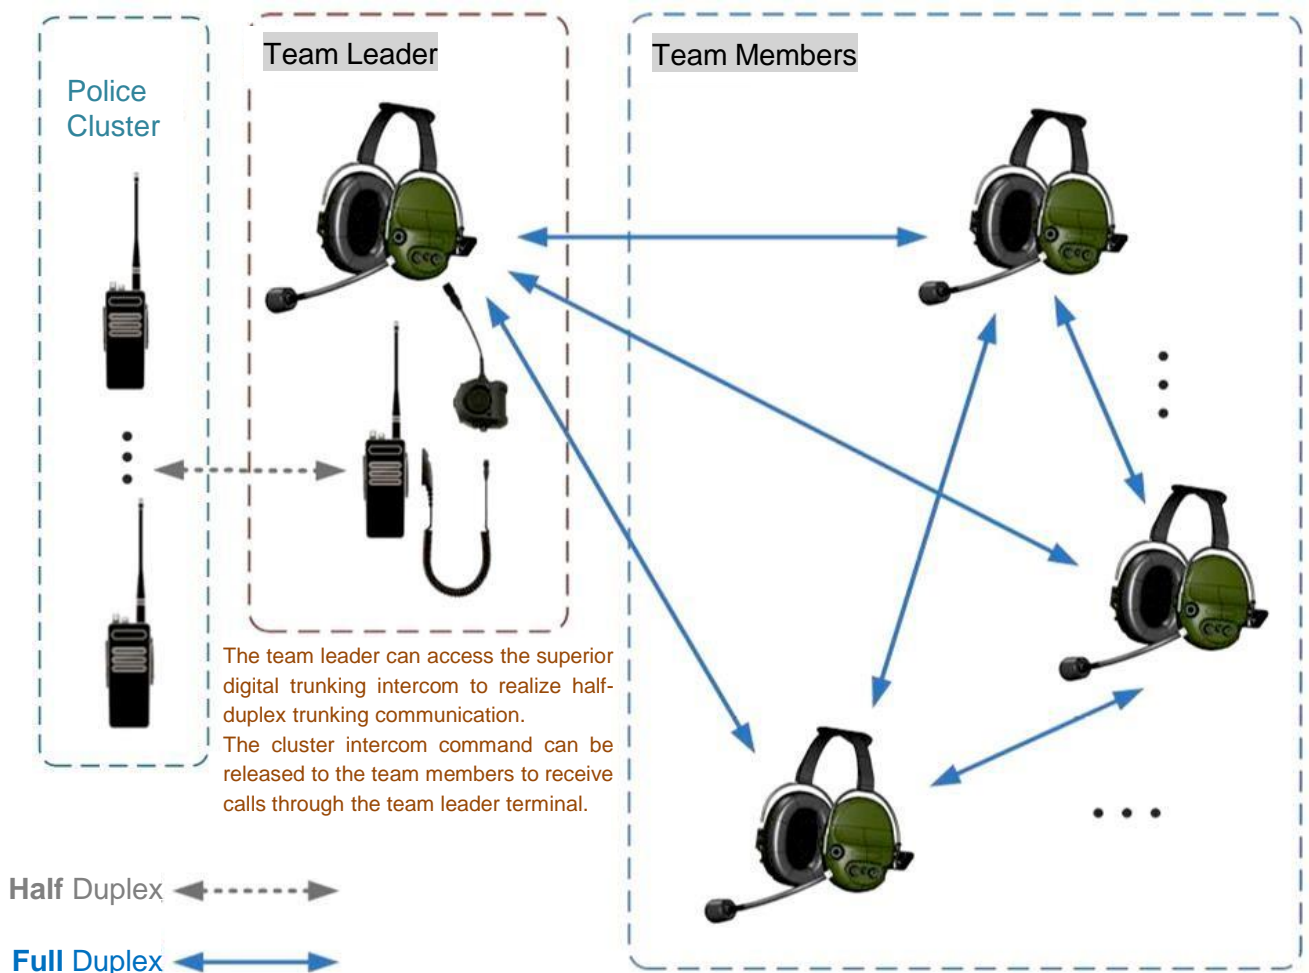 Police
Cluster
Team Leader
Team Members
The team leader can access the superior
digital trunking intercom to realize half-
duplex trunking communication.
The cluster intercom command can be
released to the team members to receive
calls through the team leader terminal.
Half Duplex
Full Duplex